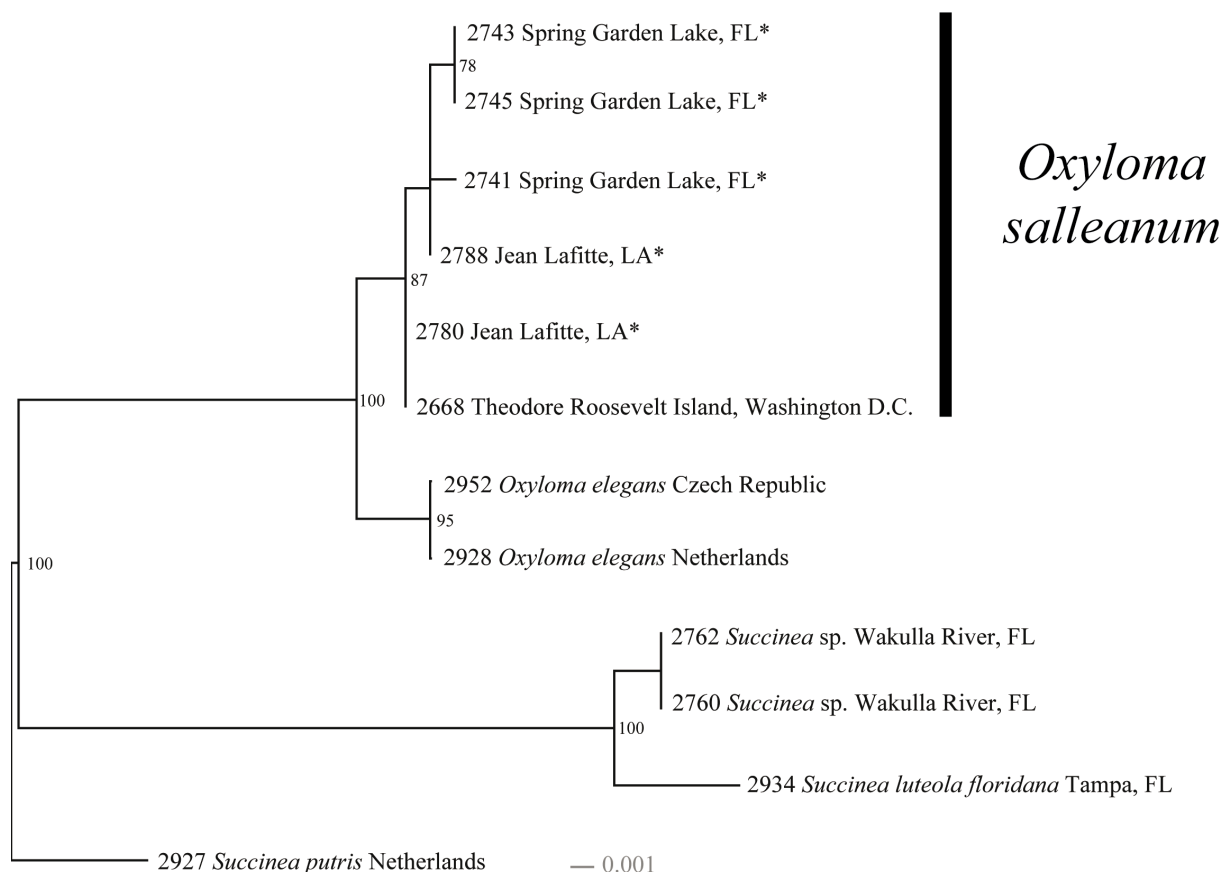 2743 Spring Garden Lake, FL*
78
2745 Spring Garden Lake, FL*
2741 Spring Garden Lake, FL*
2788 Jean Lafitte, LA*
87
2780 Jean Lafitte, LA*
100
2668 Theodore Roosevelt Island, Washington D.C.
Oxyloma
salleanum
2952 Oxyloma elegans Czech Republic
95
2928 Oxyloma elegans Netherlands
100
2762 Succinea sp. Wakulla River, FL
2760 Succinea sp. Wakulla River, FL
100
2934 Succinea luteola floridana Tampa, FL
2927 Succinea putris Netherlands
0.001